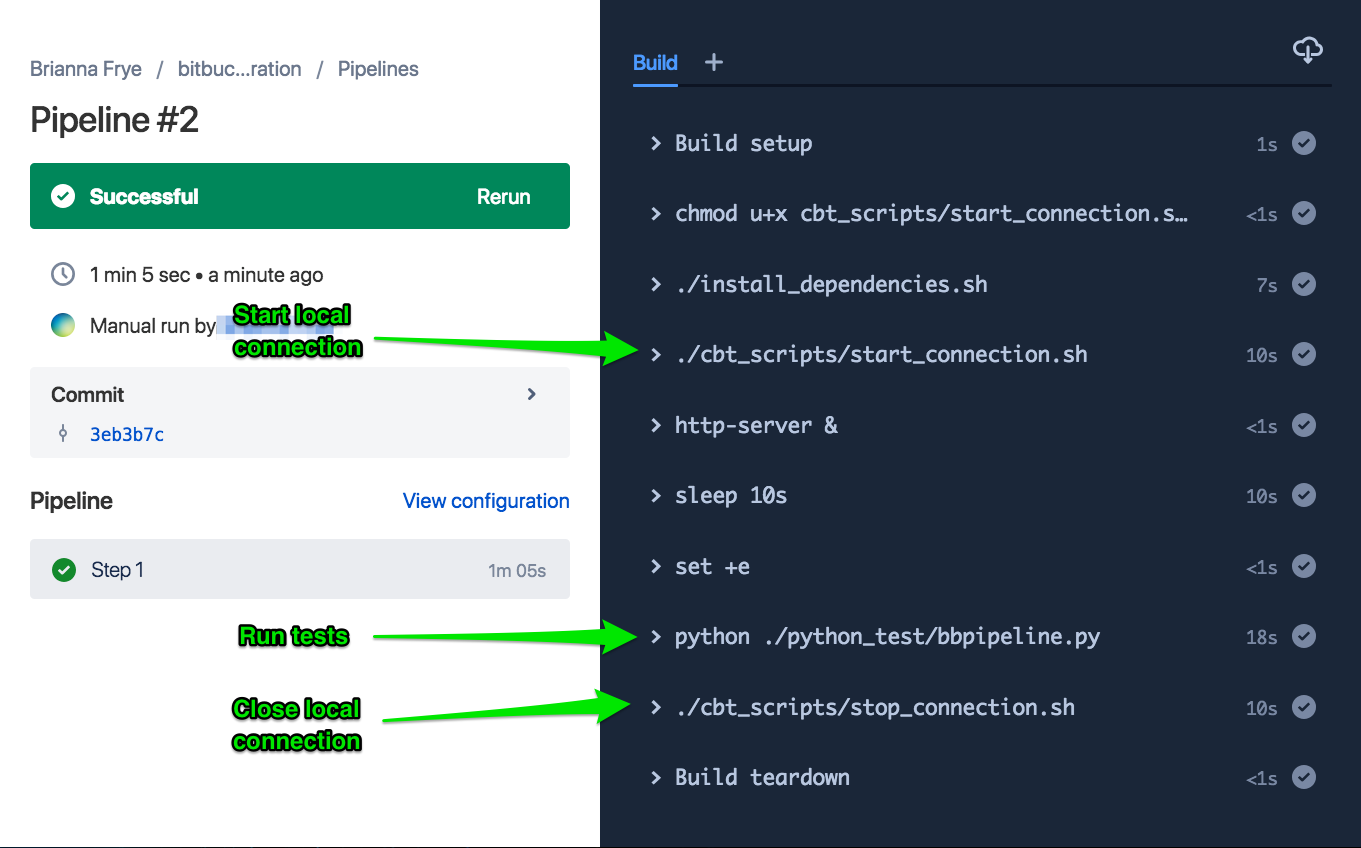 Brianna Frye / bitbuc...ration / Pipelines
Pipeline #2
Successful Rerun
1 min 5 sec • a minute ago
Manual run by
Start local
connection
Commit
3eb3b7c
Pipeline View configuration
Step 1 1m 05s
Run tests
Close local
connection
Build +
Build setup 1s
chmod u+x cbt_scripts/start_connection.s… <1s
./install_dependencies.sh 7s
./cbt_scripts/start_connection.sh 10s
http-server & <1s
sleep 10s 10s
set +e <1s
python ./python_test/bbpipeline.py 18s
./cbt_scripts/stop_connection.sh 10s
Build teardown <1s